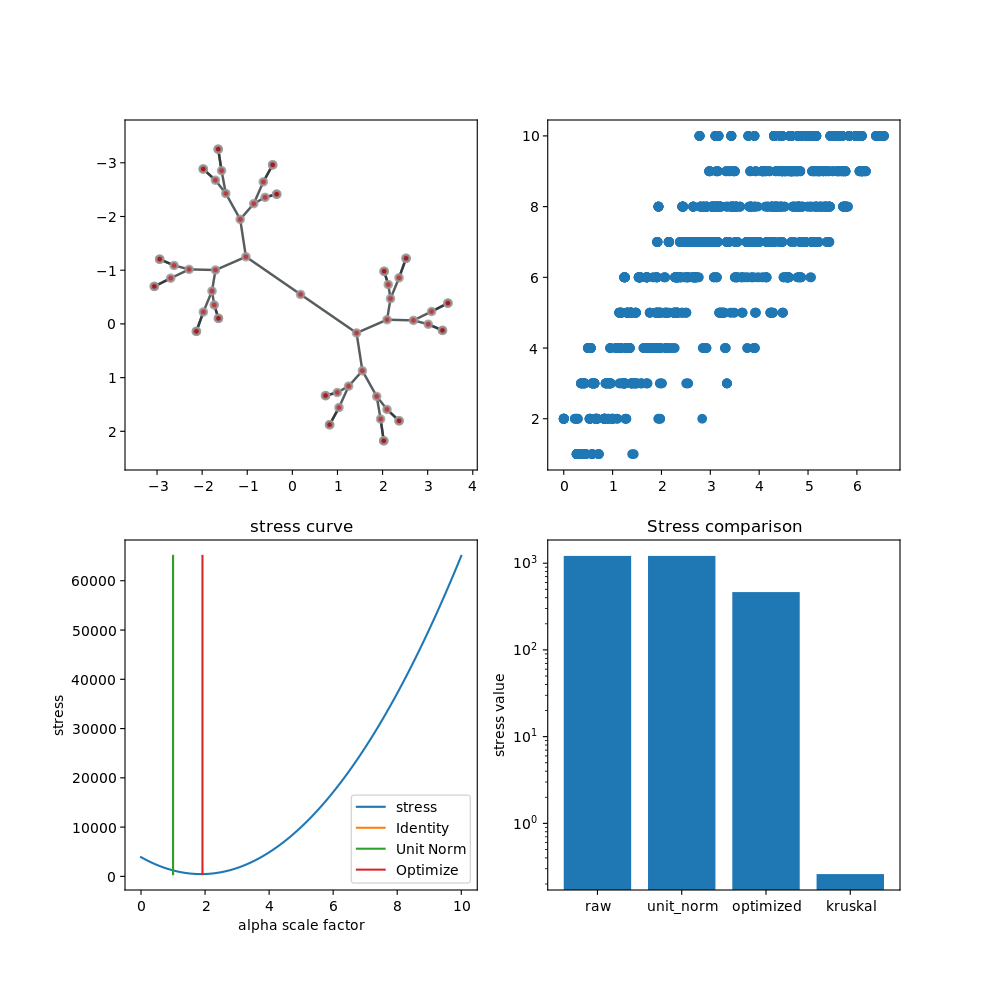 −3
−2
−1
0
1
2
−3 −2 −1 0 1 2 3 4
10
8
6
4
2
0 1 2 3 4 5 6
stress curve
stress
60000
50000
40000
30000
20000
10000
0
0 2 4 6 8 10
alpha scale factor
stress
Identity
Unit Norm
Optimize
Stress comparison
stress value
10³
10²
10¹
10⁰
raw unit_norm optimized kruskal